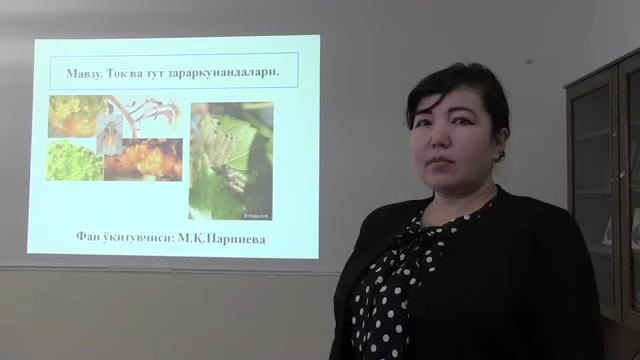 Мавзу. Ток ва тут зараркунандалари.
Фан ўқитувчиси: М.Қ.Парпиева